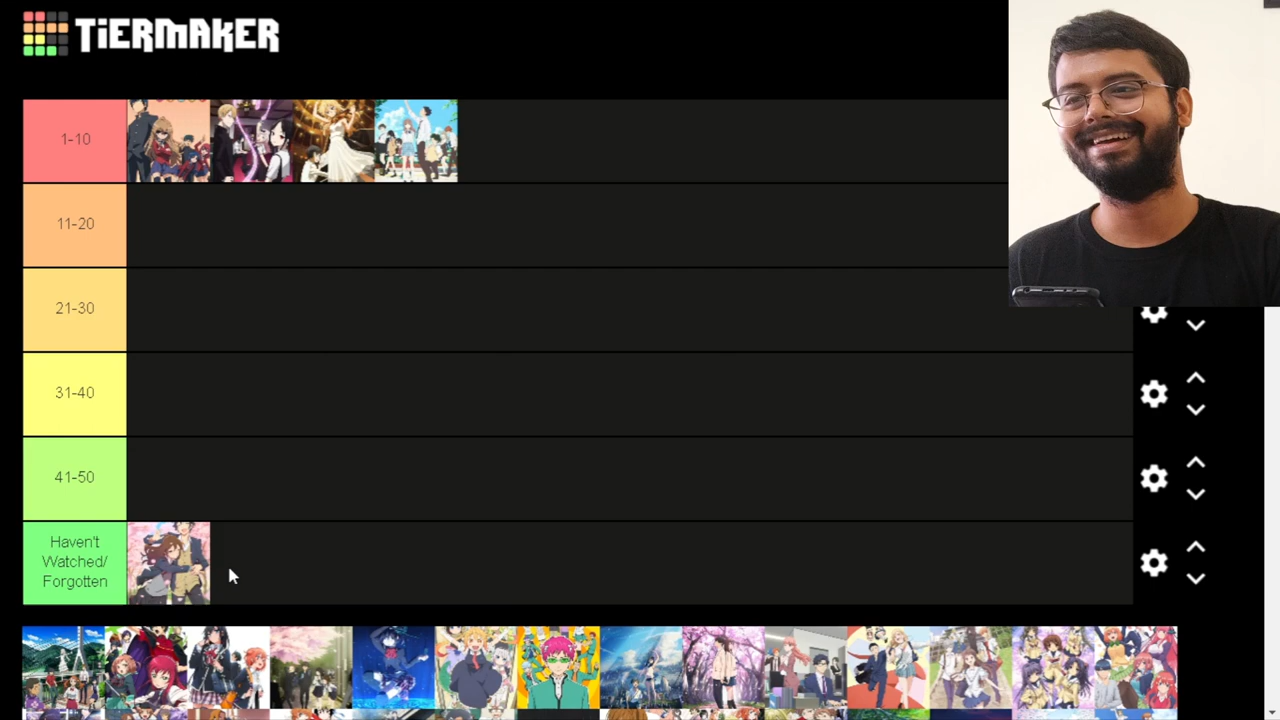 TiERMAKER
1-10
11-20
21-30
31-40
41-50
Haven't
Watched/
Forgotten